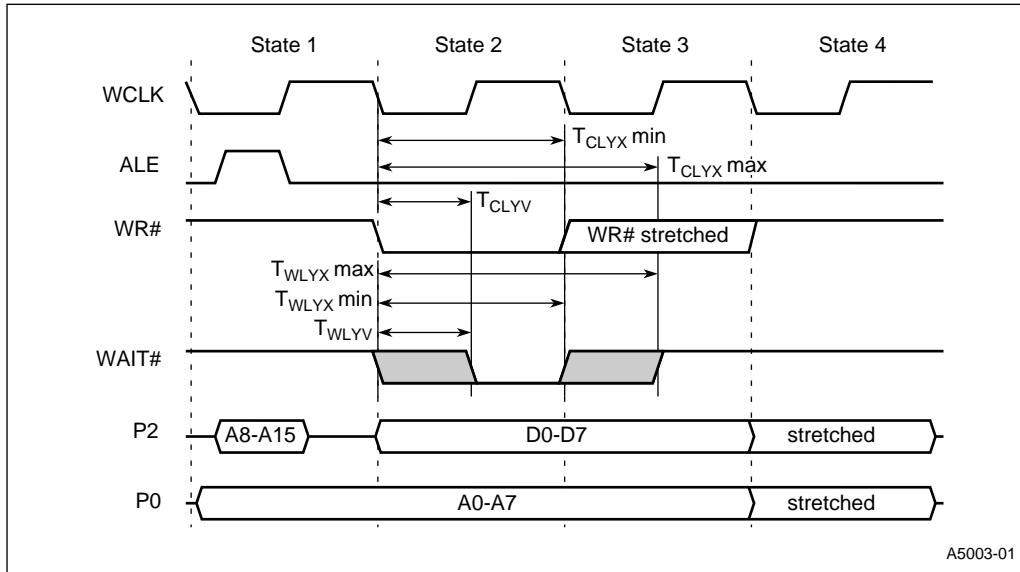 State 1 State 2 State 3 State 4
WCLK
T_CLYX min
ALE
T_CLYX max
T_CLYV
WR#
WR# stretched
T_WLYX max
T_WLYX min
T_WLYV
WAIT#
P2 A8-A15 D0-D7 stretched
P0 A0-A7 stretched
A5003-01